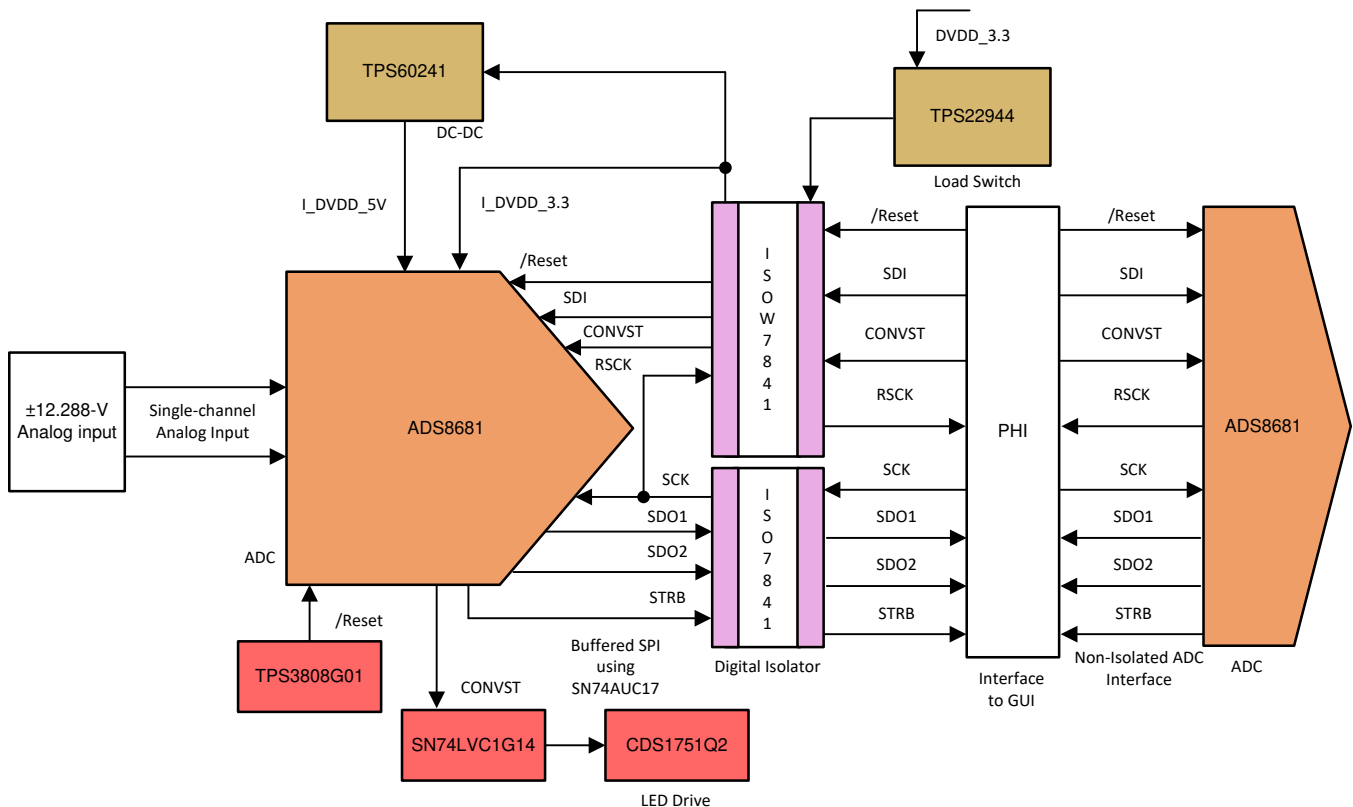 DVDD_3.3
TPS60241
DC-DC
TPS22944
Load Switch
I_DVDD_5V
I_DVDD_3.3
/Reset
SDI
CONVST
RSCK
I
S
O
W
7
8
4
1
/Reset
SDI
CONVST
RSCK
SCK
SDO1
SDO2
STRB
PHI
/Reset
SDI
CONVST
RSCK
SCK
SDO1
SDO2
STRB
±12.288-V
Analog input
Single-channel
Analog Input
ADS8681
ADS8681
SCK
SDO1
SDO2
STRB
I
S
O
7
8
4
1
ADC
/Reset
TPS3808G01
CONVST
Buffered SPI
using
SN74AUC17
Digital Isolator
Interface
to GUI
Non-Isolated ADC
Interface
ADC
SN74LVC1G14
CDS1751Q2
LED Drive